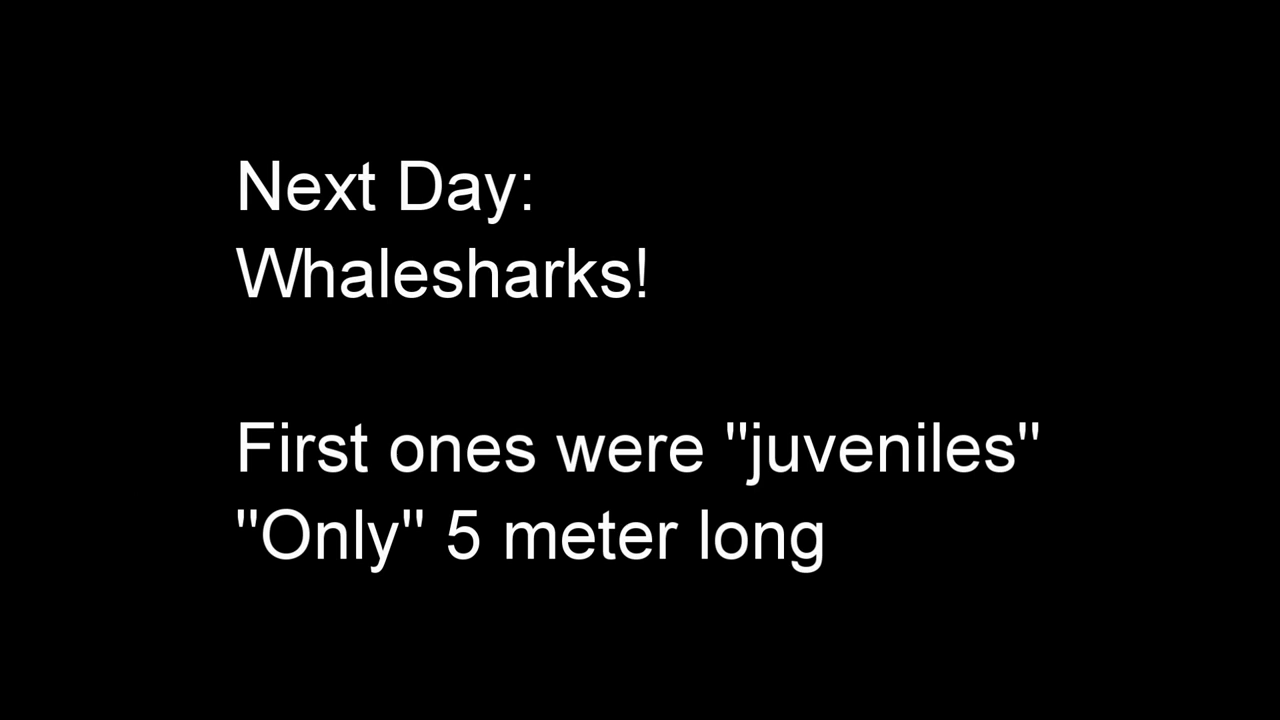 Next Day:
Whalesharks!
First ones were "juveniles"
"Only" 5 meter long